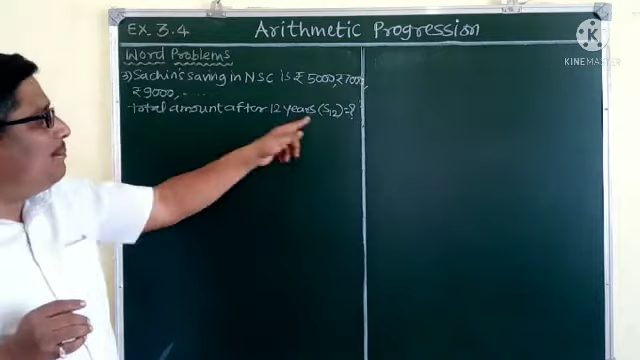 EX. 3.4 Arithmetic Progression
Word Problems
3) Sachin's saving in NSC is ₹ 5000, ₹7000,
₹ 9000, .....
Total amount after 12 years (S12) = ?
K
KINEMASTER